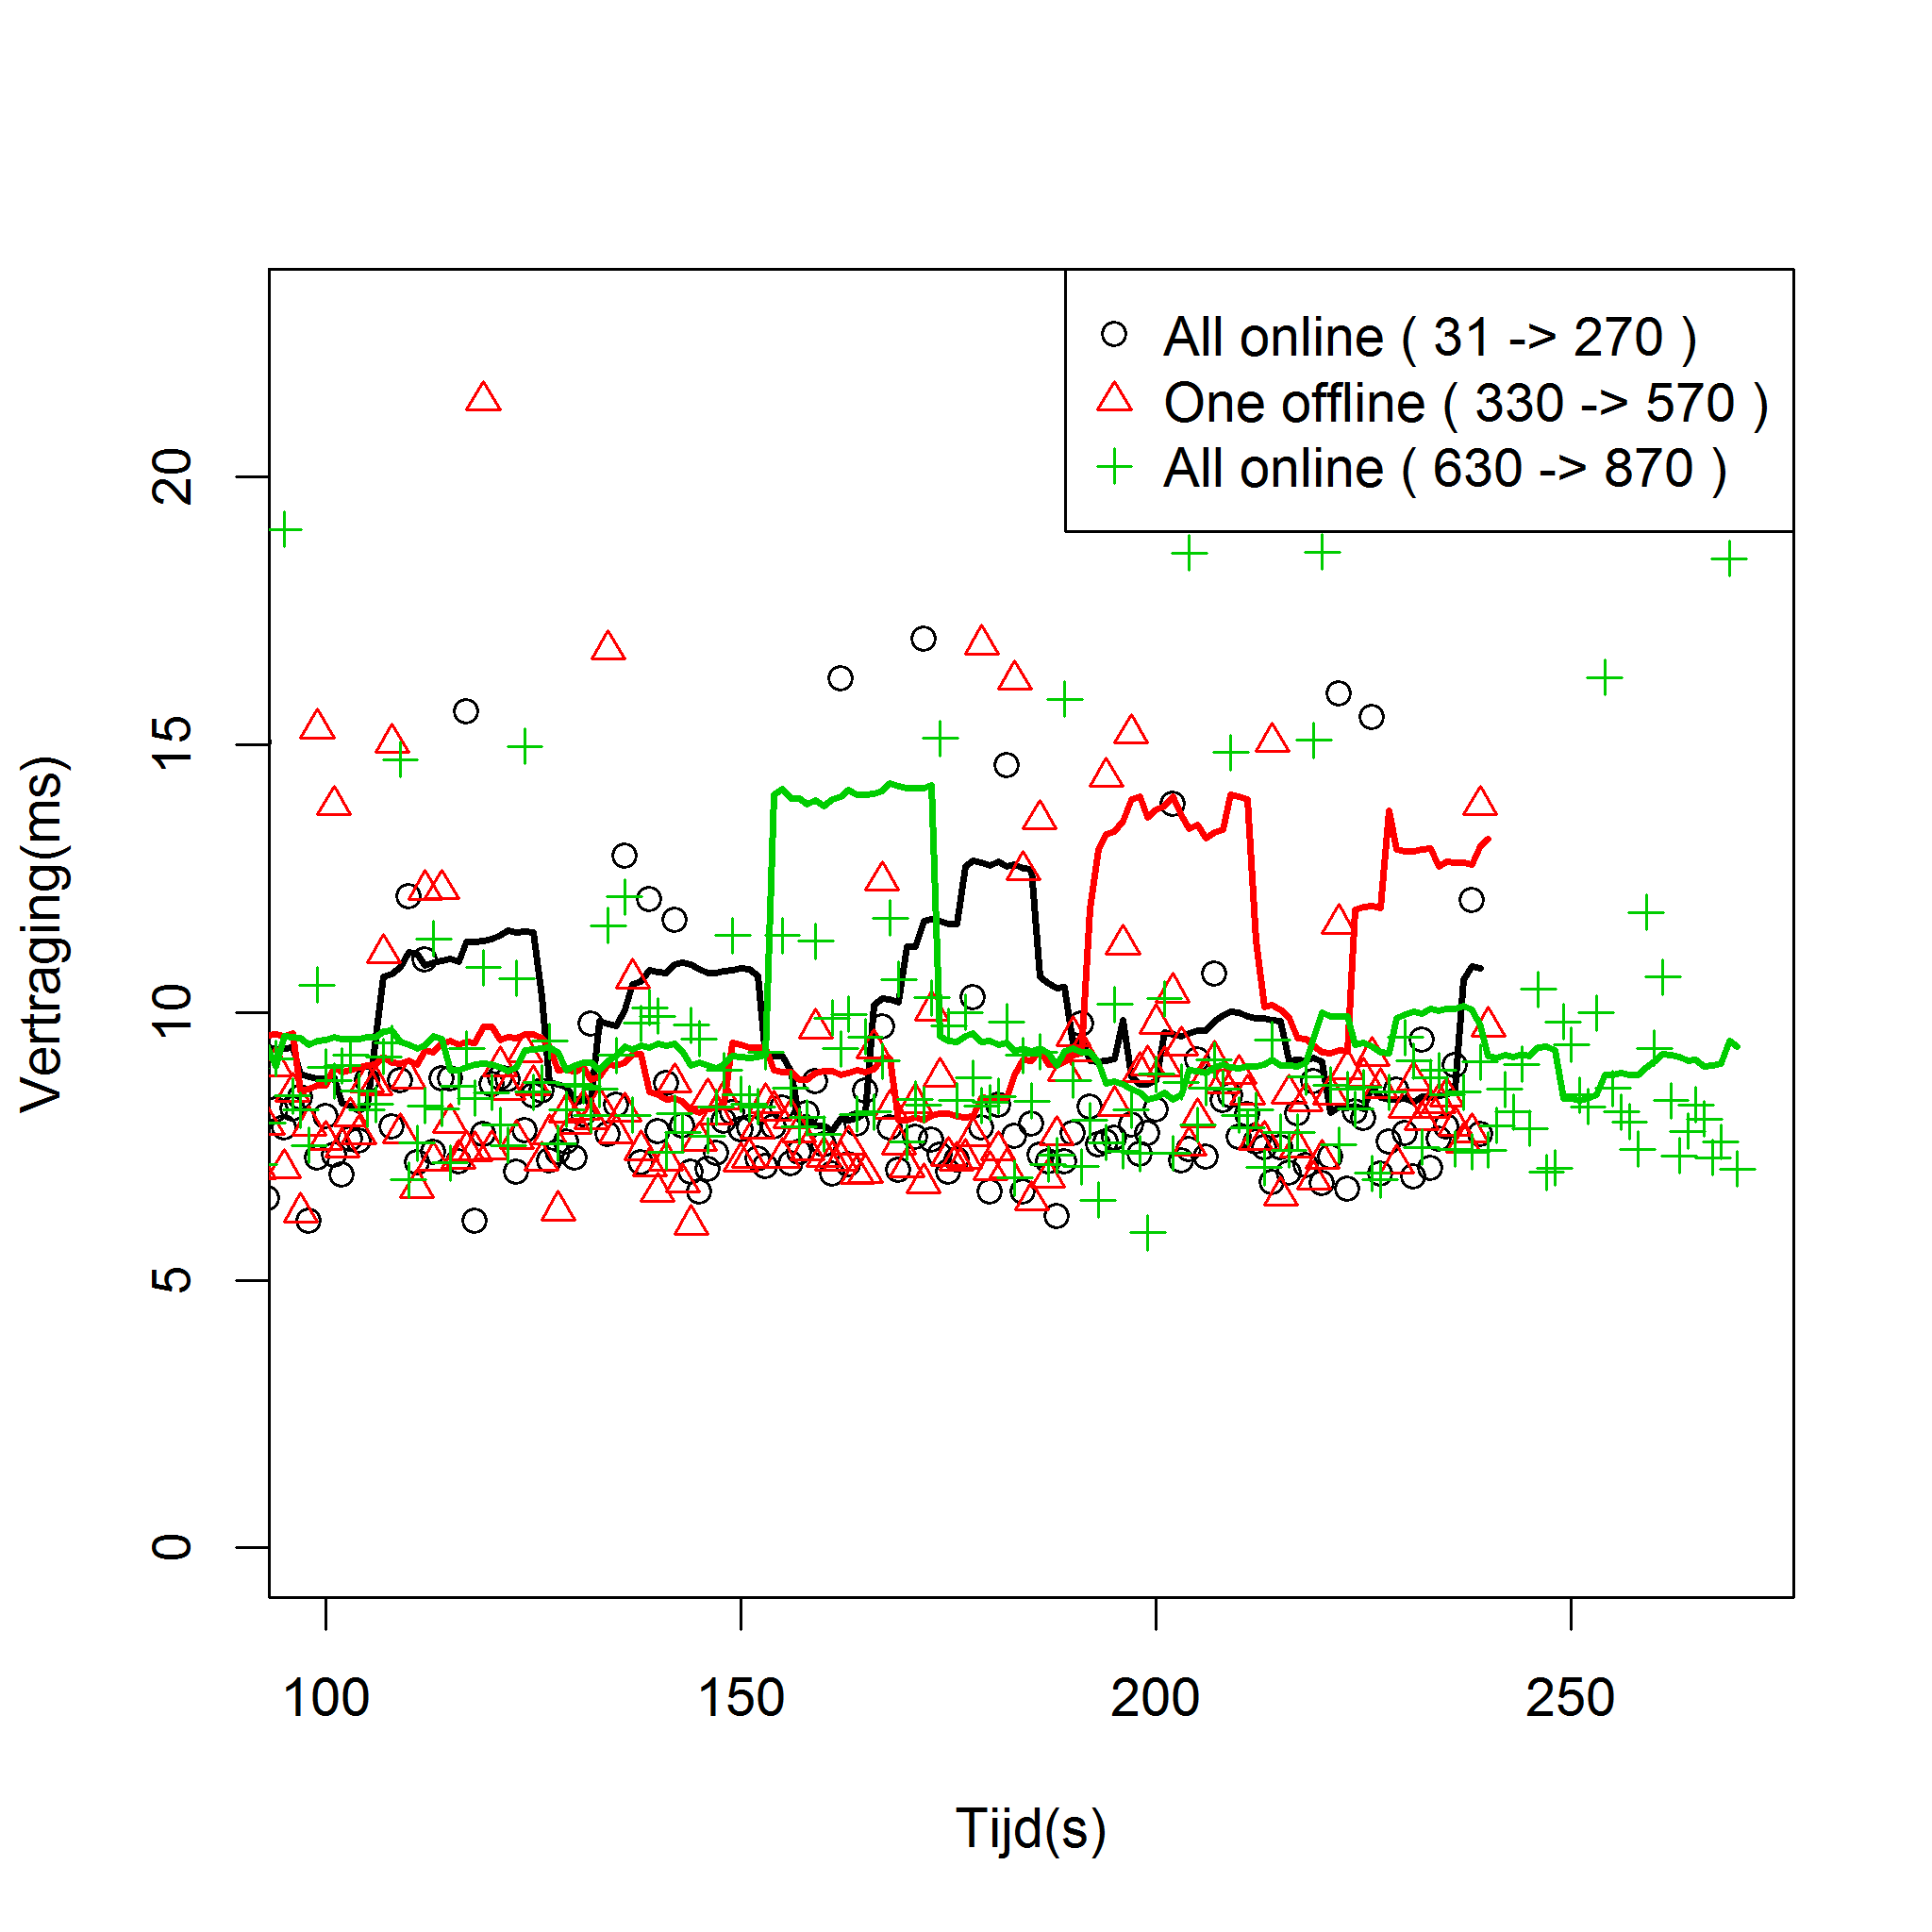 All online ( 31 -> 270 )
One offline ( 330 -> 570 )
All online ( 630 -> 870 )
Vertraging(ms)
20
15
10
5
0
100 150 200 250
Tijd(s)